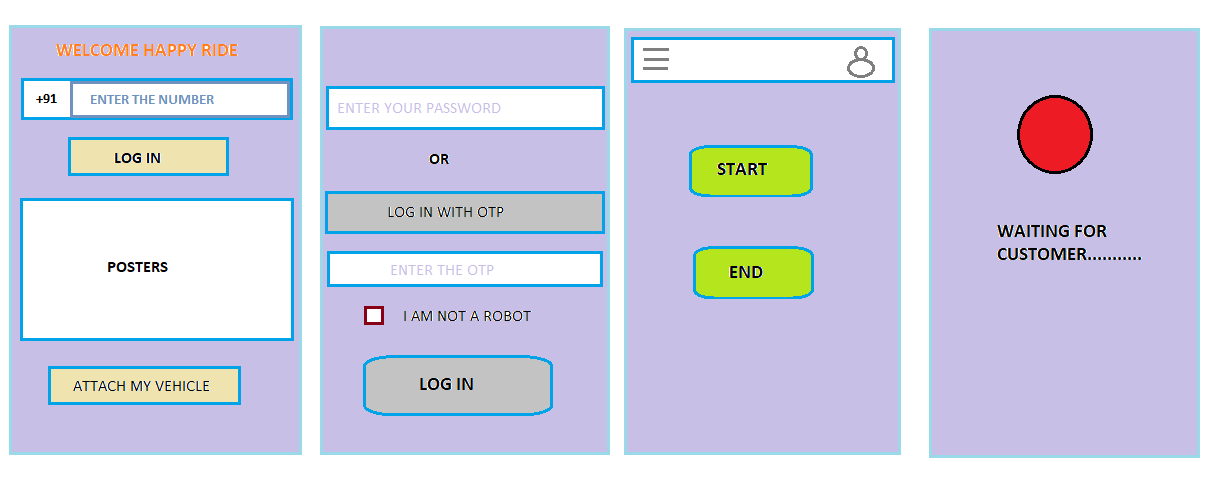 WELCOME HAPPY RIDE
+91
ENTER THE NUMBER
LOG IN
POSTERS
ATTACH MY VEHICLE
ENTER YOUR PASSWORD
OR
LOG IN WITH OTP
ENTER THE OTP
I AM NOT A ROBOT
LOG IN
START
END
WAITING FOR
CUSTOMER...........